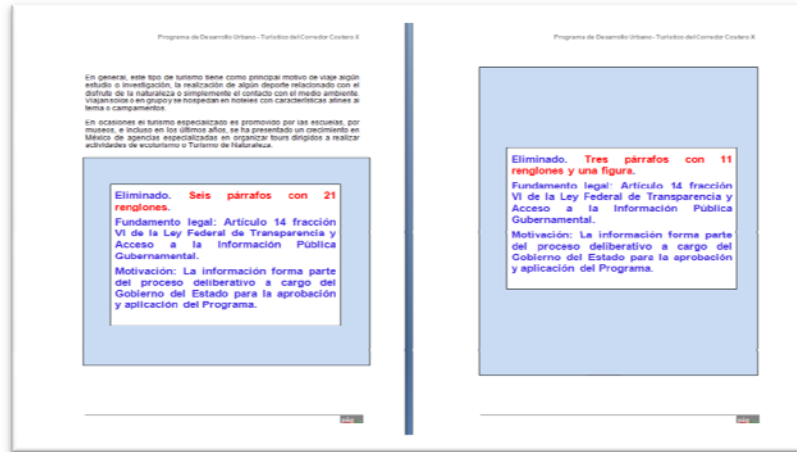 Programa de Desarrollo Urbano - Turístico del Corredor Costero X
En general, este tipo de turismo tiene como principal motivo de viaje algún
estudio o investigación, la realización de algún deporte relacionado con el
disfrute de la naturaleza o simplemente el contacto con el medio ambiente.
Viajan solos o en grupo y se hospedan en hoteles con características afines al
tema o campamentos.
En ocasiones el turismo especializado es promovido por las escuelas, por
museos, e incluso en los últimos años, se ha presentado un crecimiento en
México de agencias especializadas en organizar tours dirigidos a realizar
actividades de ecoturismo o Turismo de Naturaleza.
Eliminado. Seis párrafos con 21
renglones.
Fundamento legal: Artículo 14 fracción
VI de la Ley Federal de Transparencia y
Acceso a la Información Pública
Gubernamental.
Motivación: La información forma parte
del proceso deliberativo a cargo del
Gobierno del Estado para la aprobación
y aplicación del Programa.
pág
Programa de Desarrollo Urbano - Turístico del Corredor Costero X
Eliminado. Tres párrafos con 11
renglones y una figura.
Fundamento legal: Artículo 14 fracción
VI de la Ley Federal de Transparencia y
Acceso a la Información Pública
Gubernamental.
Motivación: La información forma parte
del proceso deliberativo a cargo del
Gobierno del Estado para la aprobación
y aplicación del Programa.
pág